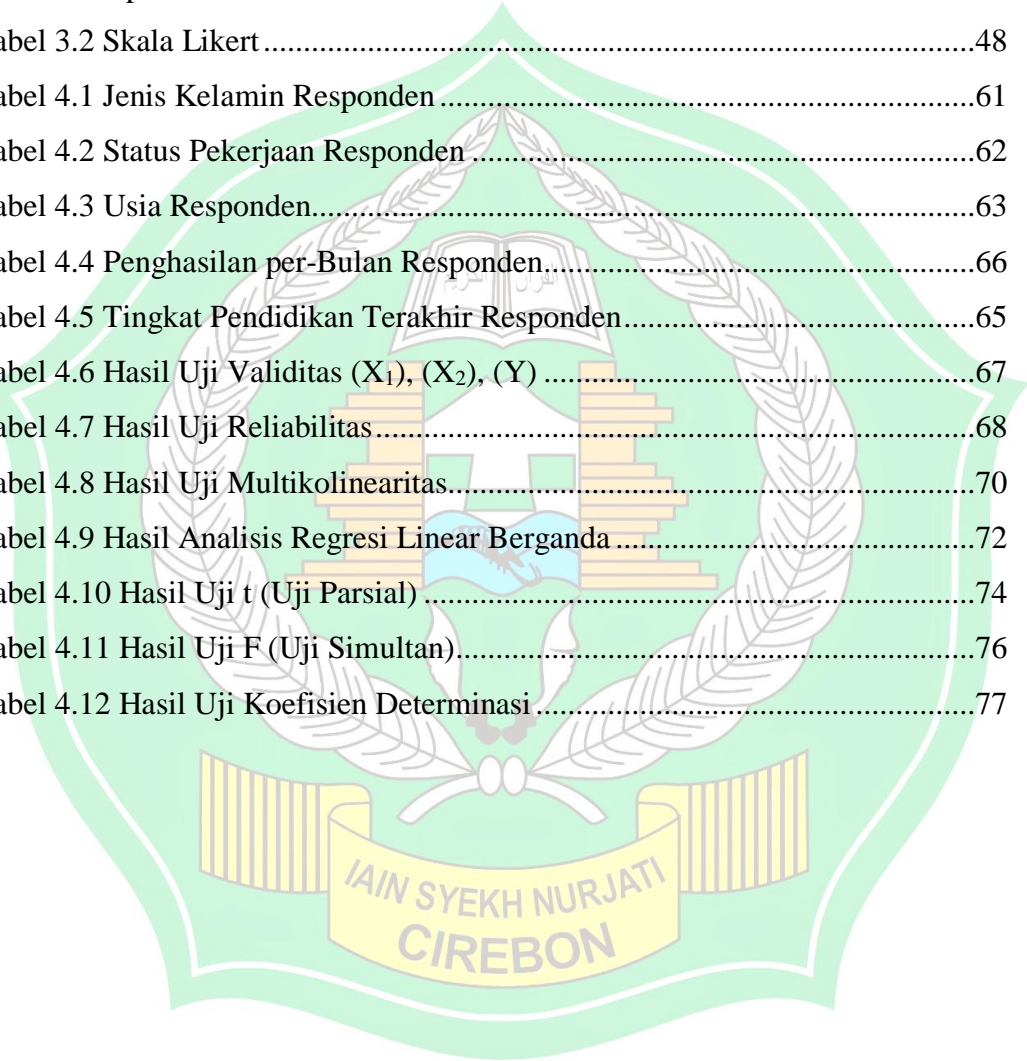 abel 3.2 Skala Likert....................................................................................48
abel 4.1 Jenis Kelamin Responden................................................................61
abel 4.2 Status Pekerjaan Responden............................................................62
abel 4.3 Usia Responden..............................................................................63
abel 4.4 Penghasilan per-Bulan Responden...................................................66
abel 4.5 Tingkat Pendidikan Terakhir Responden..........................................65
abel 4.6 Hasil Uji Validitas (X₁), (X₂), (Y)...................................................67
abel 4.7 Hasil Uji Reliabilitas.......................................................................68
abel 4.8 Hasil Uji Multikolinearitas..............................................................70
abel 4.9 Hasil Analisis Regresi Linear Berganda...........................................72
abel 4.10 Hasil Uji t (Uji Parsial)..................................................................74
abel 4.11 Hasil Uji F (Uji Simultan)..............................................................76
abel 4.12 Hasil Uji Koefisien Determinasi.....................................................77
IAIN SYEKH NURJATI
CIREBON